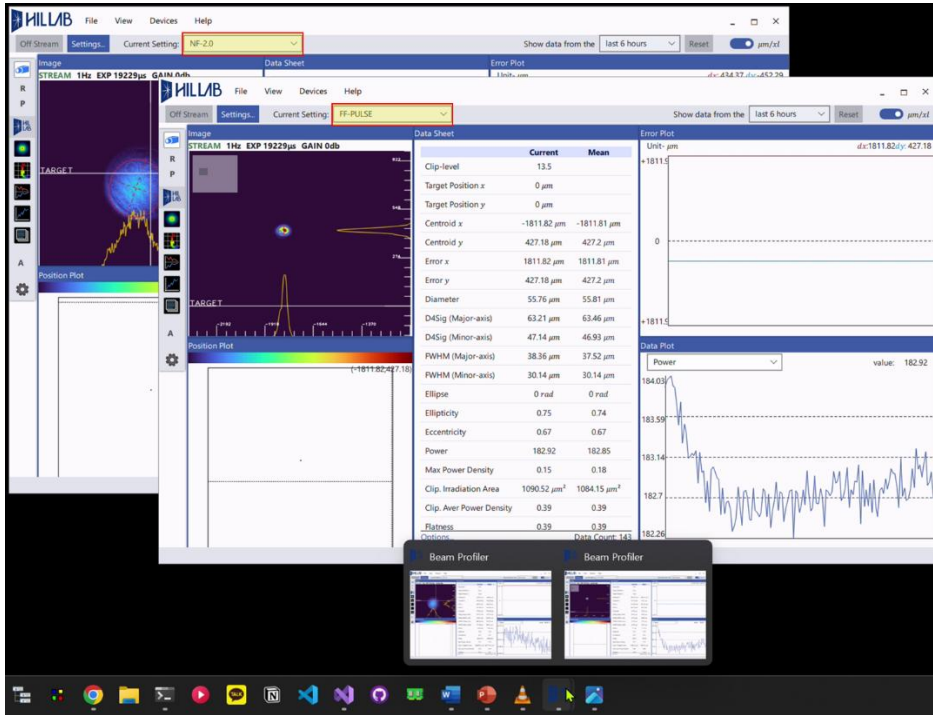 HILLAB File View Devices Help
Off Stream Settings.. Current Setting: NF-2.0 Show data from the last 6 hours Reset μm/xl
Image Data Sheet Error Plot
STREAM 1Hz EXP 19229μs GAIN 0db
R
P
TARGET
A
Position Plot
HILLAB File View Devices Help
Off Stream Settings.. Current Setting: FF-PULSE Show data from the last 6 hours Reset μm/xl
Image Data Sheet Error Plot
STREAM 1Hz EXP 19229μs GAIN 0db
Current Mean
Unit- μm dx:1811.82dy: 427.18
R
P
TARGET
A
Clip-level 13.5
Target Position x 0 μm
Target Position y 0 μm
Centroid x -1811.82 μm -1811.81 μm
Centroid y 427.18 μm 427.2 μm
Error x 1811.82 μm 1811.81 μm
Error y 427.18 μm 427.2 μm
Diameter 55.76 μm 55.81 μm
D4Sig (Major-axis) 63.21 μm 63.46 μm
D4Sig (Minor-axis) 47.14 μm 46.93 μm
FWHM (Major-axis) 38.36 μm 37.52 μm
FWHM (Minor-axis) 30.14 μm 30.14 μm
Ellipse 0 rad 0 rad
Ellipticity 0.75 0.74
Eccentricity 0.67 0.67
Power 182.92 182.85
Max Power Density 0.15 0.18
Clip. Irradiation Area 1090.52 μm² 1084.15 μm²
Clip. Aver Power Density 0.39 0.39
Flatness 0.39 0.39
Options.. Data Count: 143
+1811.9
0
+1811.9
Position Plot
(-1811.82,427.18)
Data Plot
Power value: 182.92
184.03
183.59
183.14
182.7
182.26
Beam Profiler Beam Profiler